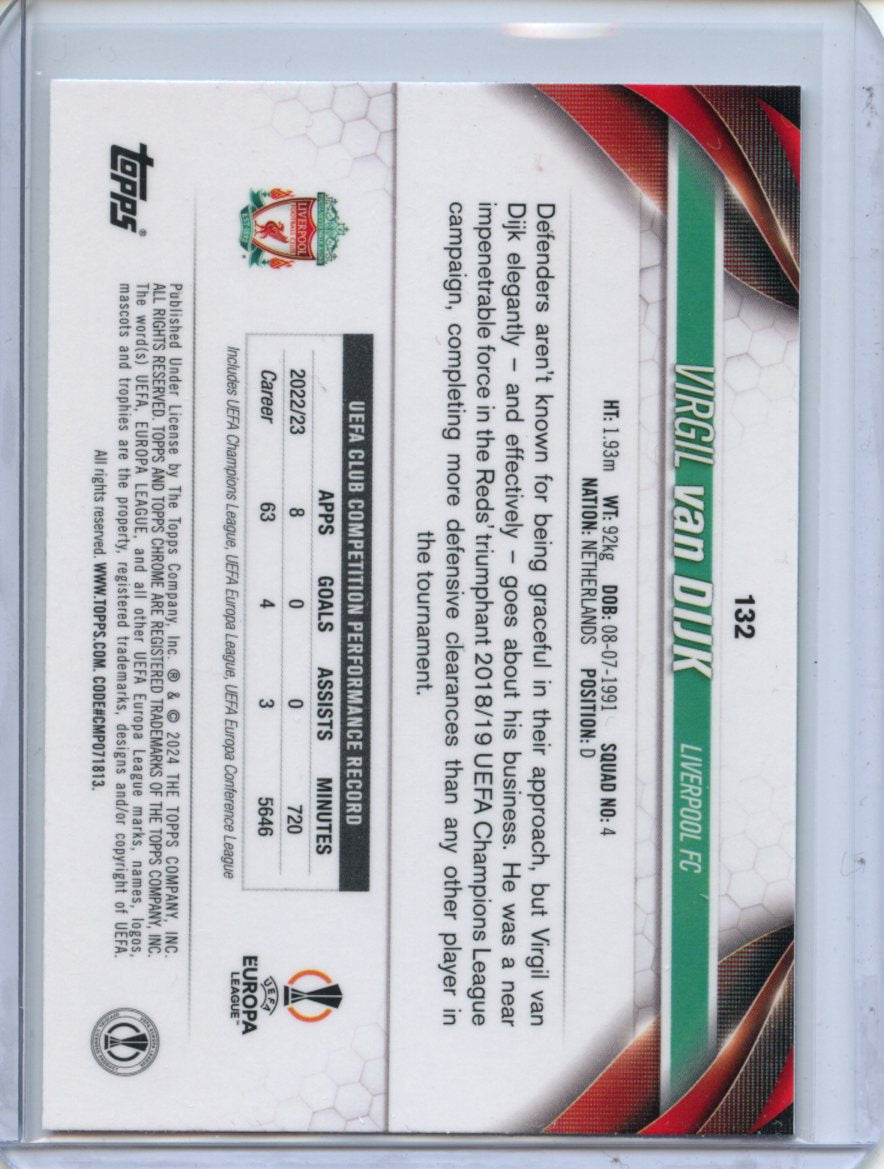 132
VIRGIL van DIJK LIVERPOOL FC
HT: 1.93m WT: 92kg DOB: 08-07-1991 SQUAD NO: 4
NATION: NETHERLANDS POSITION: D
Defenders aren't known for being graceful in their approach, but Virgil van
Dijk elegantly – and effectively – goes about his business. He was a near
impenetrable force in the Reds' triumphant 2018/19 UEFA Champions League
campaign, completing more defensive clearances than any other player in
the tournament.
UEFA CLUB COMPETITION PERFORMANCE RECORD
APPS GOALS ASSISTS MINUTES
2022/23 8 0 0 720
Career 63 4 3 5646
Includes UEFA Champions League, UEFA Europa League, UEFA Europa Conference League
LIVERPOOL
FOOTBALL CLUB
EST·1892
UEFA
EUROPA
LEAGUE™
topps®
Published Under License by The Topps Company, Inc. ® & © 2024 THE TOPPS COMPANY, INC.
ALL RIGHTS RESERVED. TOPPS AND TOPPS CHROME ARE REGISTERED TRADEMARKS OF THE TOPPS COMPANY, INC.
The word(s) UEFA, EUROPA LEAGUE, and all other UEFA Europa League marks, names, logos,
mascots and trophies are the property, registered trademarks, designs and/or copyright of UEFA.
All rights reserved. WWW.TOPPS.COM. CODE#CMP071813.